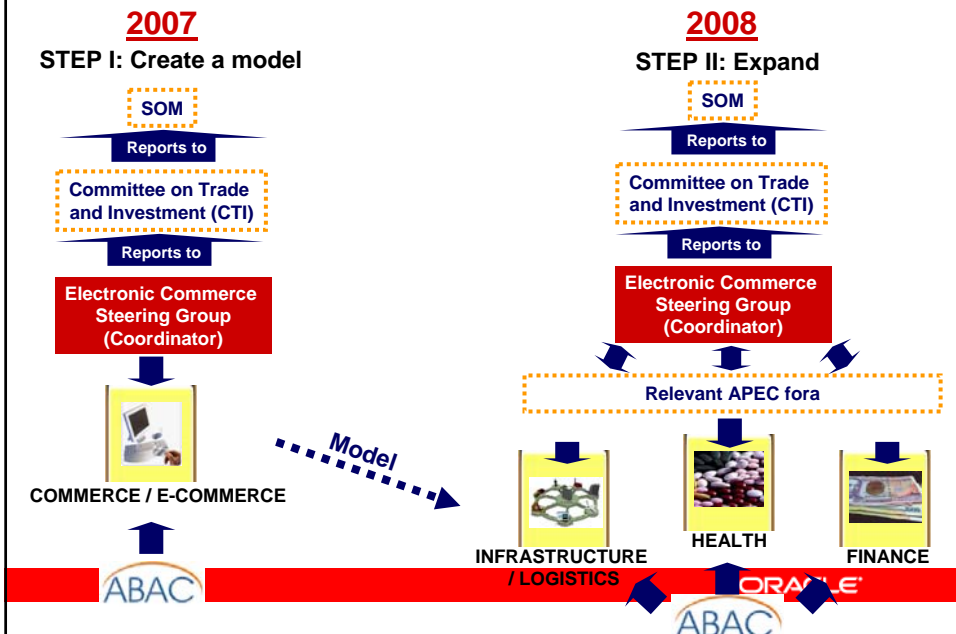 2007
STEP I: Create a model
SOM
Reports to
Committee on Trade
and Investment (CTI)
Reports to
Electronic Commerce
Steering Group
(Coordinator)
COMMERCE / E-COMMERCE
ABAC
Model
2008
STEP II: Expand
SOM
Reports to
Committee on Trade
and Investment (CTI)
Reports to
Electronic Commerce
Steering Group
(Coordinator)
Relevant APEC fora
INFRASTRUCTURE
/ LOGISTICS
HEALTH
FINANCE
ORACLE
ABAC